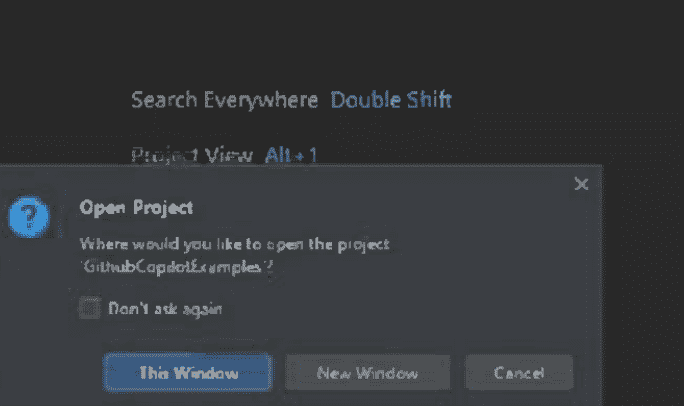 Search Everywhere Double Shift
Project View Alt+1
Open Project
Where would you like to open the project
'GithubCopilotExamples'?
Don't ask again
This Window
New Window
Cancel